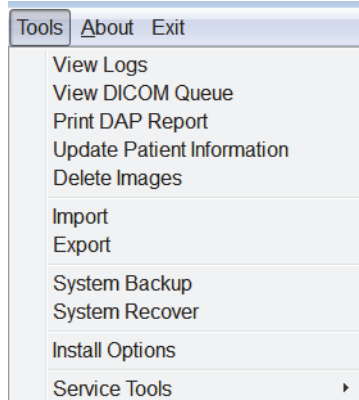 Tools About Exit
View Logs
View DICOM Queue
Print DAP Report
Update Patient Information
Delete Images
Import
Export
System Backup
System Recover
Install Options
Service Tools